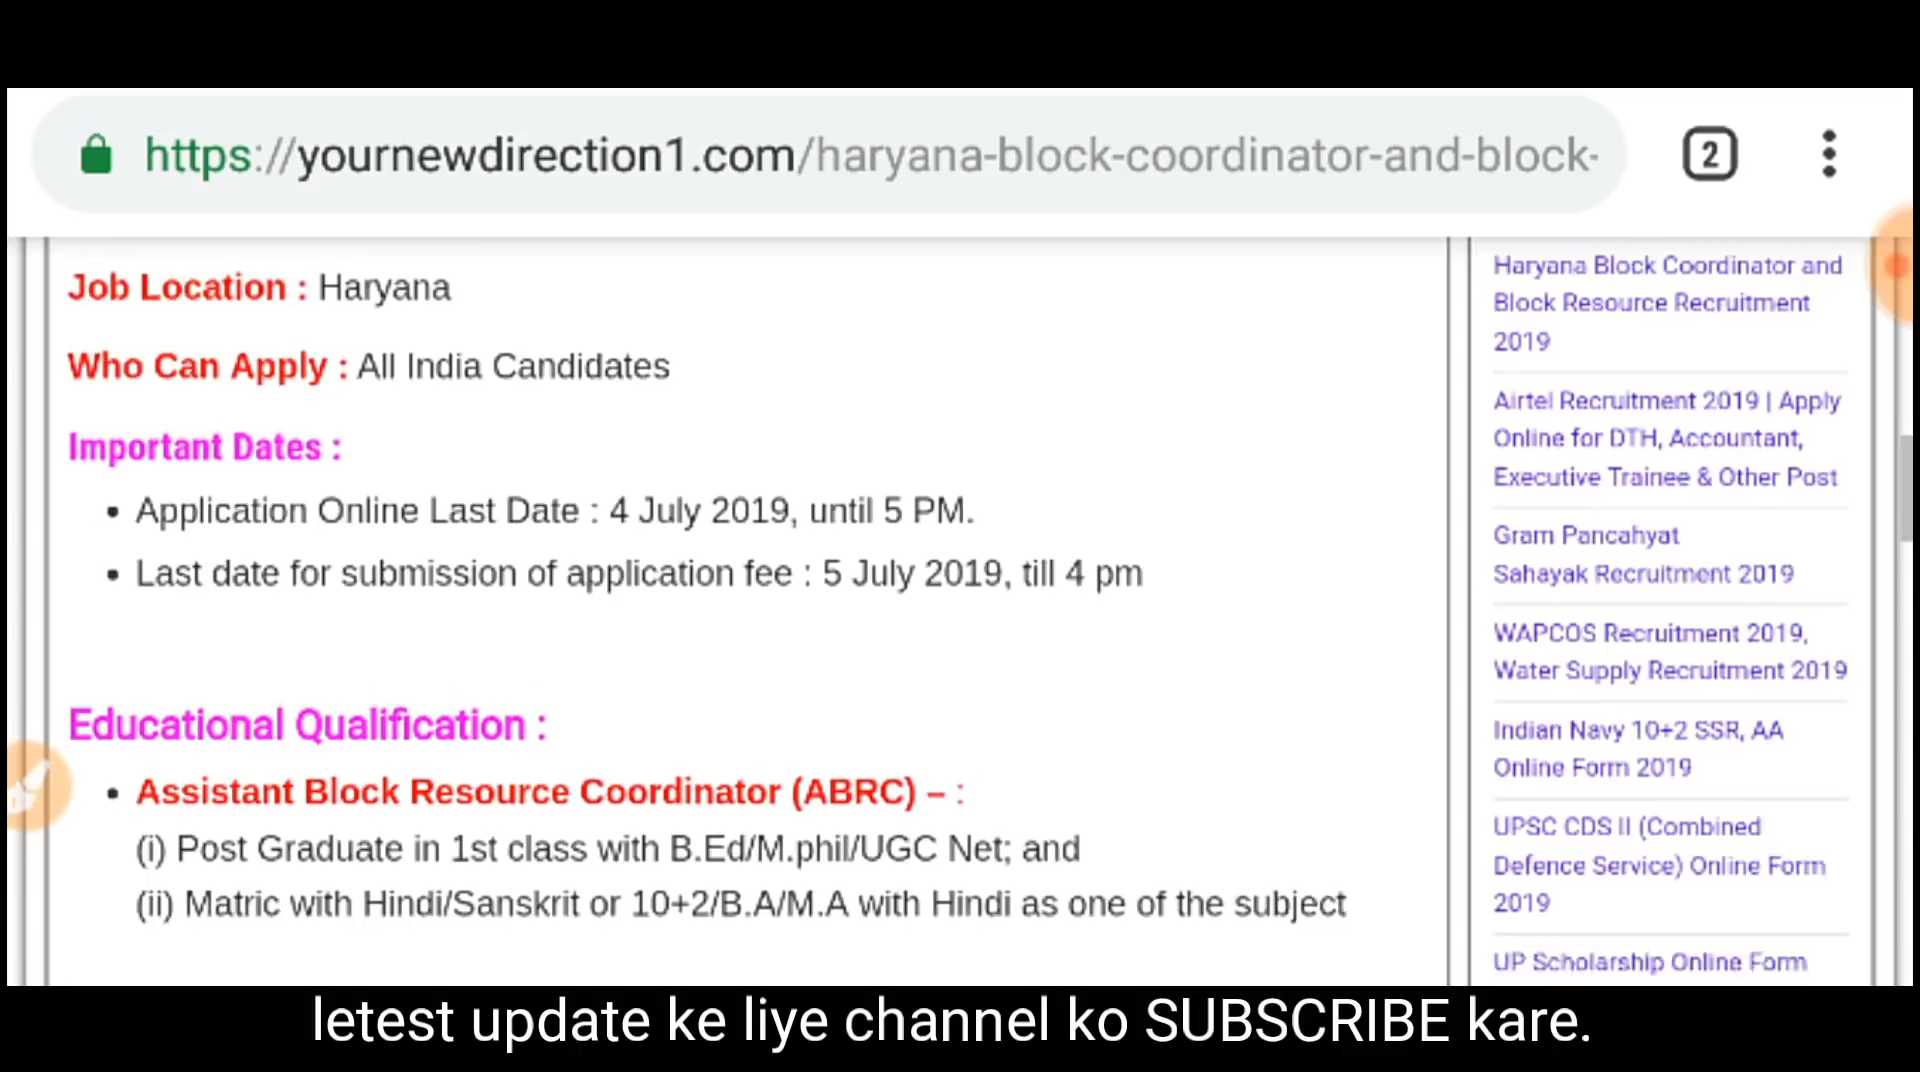 https://yournewdirection1.com/haryana-block-coordinator-and-block-
2
Job Location : Haryana
Who Can Apply : All India Candidates
Important Dates :
• Application Online Last Date : 4 July 2019, until 5 PM.
• Last date for submission of application fee : 5 July 2019, till 4 pm
Educational Qualification :
• Assistant Block Resource Coordinator (ABRC) – :
(i) Post Graduate in 1st class with B.Ed/M.phil/UGC Net; and
(ii) Matric with Hindi/Sanskrit or 10+2/B.A/M.A with Hindi as one of the subject
Haryana Block Coordinator and
Block Resource Recruitment
2019
Airtel Recruitment 2019 | Apply
Online for DTH, Accountant,
Executive Trainee & Other Post
Gram Pancahyat
Sahayak Recruitment 2019
WAPCOS Recruitment 2019,
Water Supply Recruitment 2019
Indian Navy 10+2 SSR, AA
Online Form 2019
UPSC CDS II (Combined
Defence Service) Online Form
2019
UP Scholarship Online Form
letest update ke liye channel ko SUBSCRIBE kare.